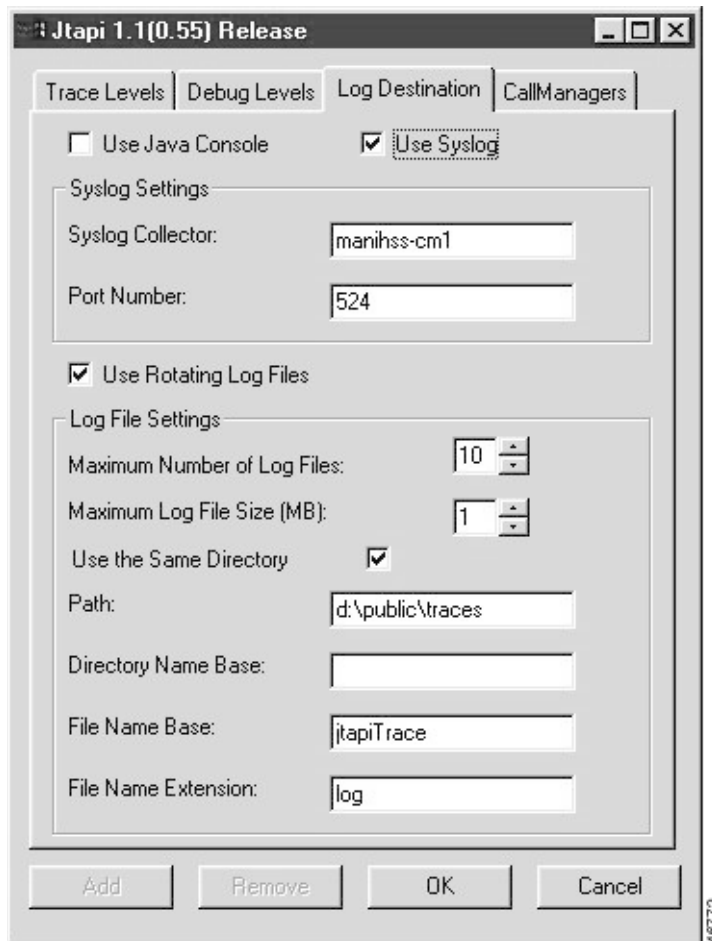 Jtapi 1.1(0.55) Release
Trace Levels Debug Levels Log Destination CallManagers
Use Java Console Use Syslog
Syslog Settings
Syslog Collector: manihss-cm1
Port Number: 524
Use Rotating Log Files
Log File Settings
Maximum Number of Log Files: 10
Maximum Log File Size (MB): 1
Use the Same Directory
Path: d:\public\traces
Directory Name Base:
File Name Base: jtapiTrace
File Name Extension: log
Add Remove OK Cancel